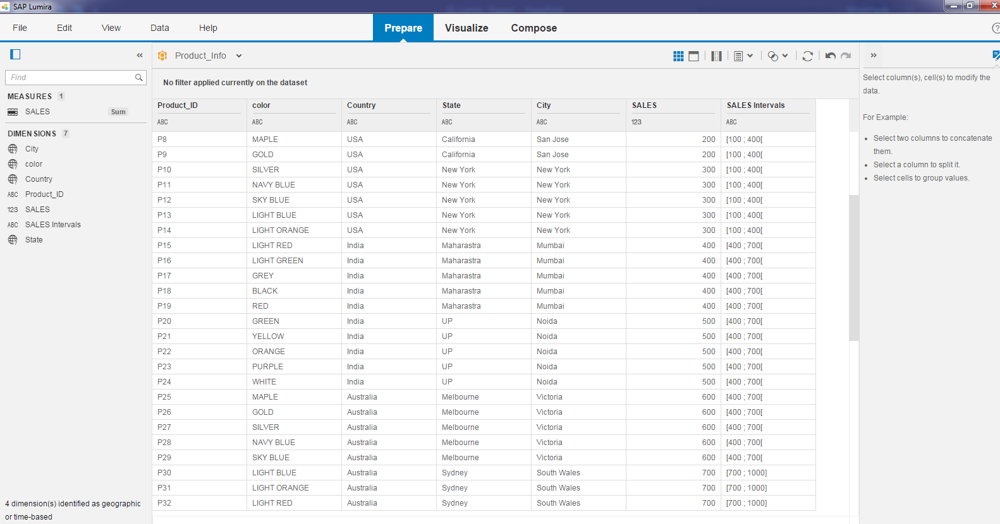 SAP Lumira
File Edit View Data Help Prepare Visualize Compose ?
« Product_Info »
Find
No filter applied currently on the dataset
MEASURES 1
SALES Sum
DIMENSIONS 7
City
color
Country
ABC Product_ID
123 SALES
ABC SALES Intervals
State
4 dimension(s) identified as geographic
or time-based
Product_ID color Country State City SALES SALES Intervals
ABC ABC ABC ABC ABC 123 ABC
P8 MAPLE USA California San Jose 200 [100 ; 400[
P9 GOLD USA California San Jose 200 [100 ; 400[
P10 SILVER USA New York New York 300 [100 ; 400[
P11 NAVY BLUE USA New York New York 300 [100 ; 400[
P12 SKY BLUE USA New York New York 300 [100 ; 400[
P13 LIGHT BLUE USA New York New York 300 [100 ; 400[
P14 LIGHT ORANGE USA New York New York 300 [100 ; 400[
P15 LIGHT RED India Maharastra Mumbai 400 [400 ; 700[
P16 LIGHT GREEN India Maharastra Mumbai 400 [400 ; 700[
P17 GREY India Maharastra Mumbai 400 [400 ; 700[
P18 BLACK India Maharastra Mumbai 400 [400 ; 700[
P19 RED India Maharastra Mumbai 400 [400 ; 700[
P20 GREEN India UP Noida 500 [400 ; 700[
P21 YELLOW India UP Noida 500 [400 ; 700[
P22 ORANGE India UP Noida 500 [400 ; 700[
P23 PURPLE India UP Noida 500 [400 ; 700[
P24 WHITE India UP Noida 500 [400 ; 700[
P25 MAPLE Australia Melbourne Victoria 600 [400 ; 700[
P26 GOLD Australia Melbourne Victoria 600 [400 ; 700[
P27 SILVER Australia Melbourne Victoria 600 [400 ; 700[
P28 NAVY BLUE Australia Melbourne Victoria 600 [400 ; 700[
P29 SKY BLUE Australia Melbourne Victoria 600 [400 ; 700[
P30 LIGHT BLUE Australia Sydney South Wales 700 [700 ; 1000]
P31 LIGHT ORANGE Australia Sydney South Wales 700 [700 ; 1000]
P32 LIGHT RED Australia Sydney South Wales 700 [700 ; 1000]
Select column(s), cell(s) to modify the
data.
For Example:
• Select two columns to concatenate
them.
• Select a column to split it.
• Select cells to group values.